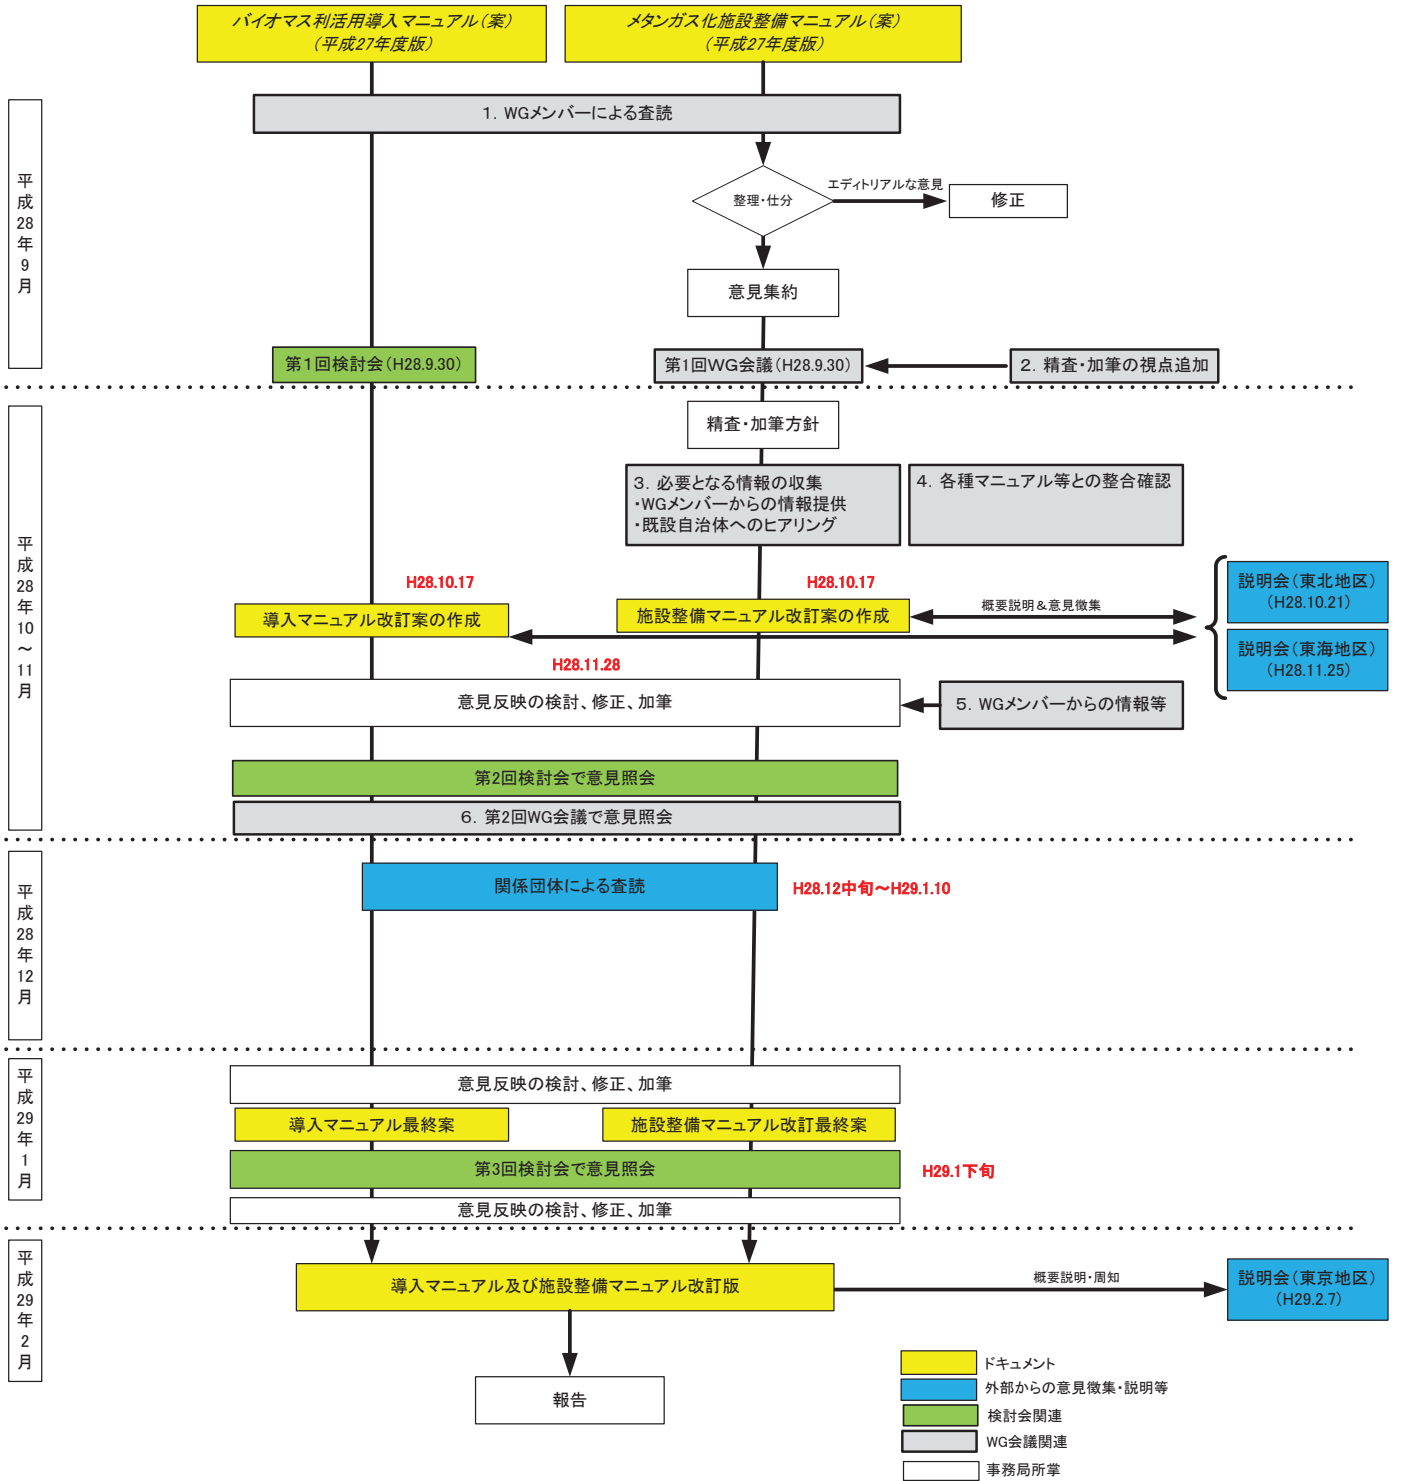 バイオマス利活用導入マニュアル（案）
（平成27年度版）
メタンガス化施設整備マニュアル（案）
（平成27年度版）
平成28年9月
1．WGメンバーによる査読
整理・仕分
エディトリアルな意見
修正
意見集約
第1回検討会（H28.9.30）
第1回WG会議（H28.9.30）
2．精査・加筆の視点追加
平成28年10～11月
精査・加筆方針
3．必要となる情報の収集
・WGメンバーからの情報提供
・既設自治体へのヒアリング
4．各種マニュアル等との整合確認
H28.10.17
H28.10.17
導入マニュアル改訂案の作成
施設整備マニュアル改訂案の作成
概要説明＆意見徴集
説明会（東北地区）
（H28.10.21）
説明会（東海地区）
（H28.11.25）
H28.11.28
意見反映の検討、修正、加筆
5．WGメンバーからの情報等
第2回検討会で意見照会
6．第2回WG会議で意見照会
平成28年12月
関係団体による査読
H28.12中旬～H29.1.10
平成29年1月
意見反映の検討、修正、加筆
導入マニュアル最終案
施設整備マニュアル改訂最終案
第3回検討会で意見照会
H29.1下旬
意見反映の検討、修正、加筆
平成29年2月
導入マニュアル及び施設整備マニュアル改訂版
概要説明・周知
説明会（東京地区）
（H29.2.7）
報告
ドキュメント
外部からの意見徴集・説明等
検討会関連
WG会議関連
事務局所掌